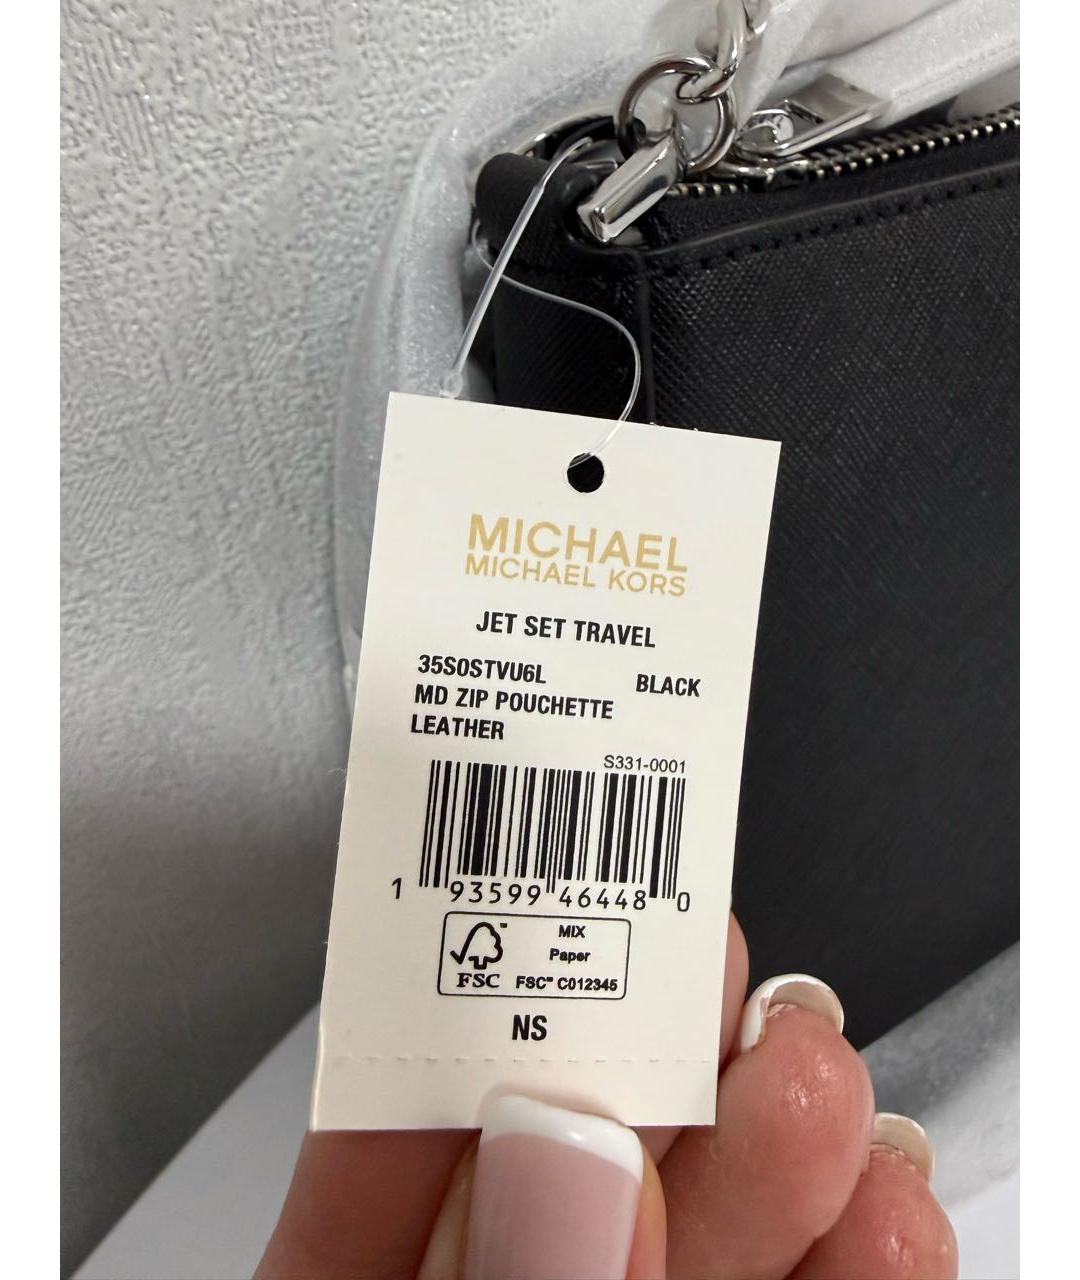 MICHAEL
MICHAEL KORS
JET SET TRAVEL
35S0STVU6L BLACK
MD ZIP POUCHETTE
LEATHER
S331-0001
1 93599 46448 0
MIX
Paper
FSC FSC™ C012345
NS